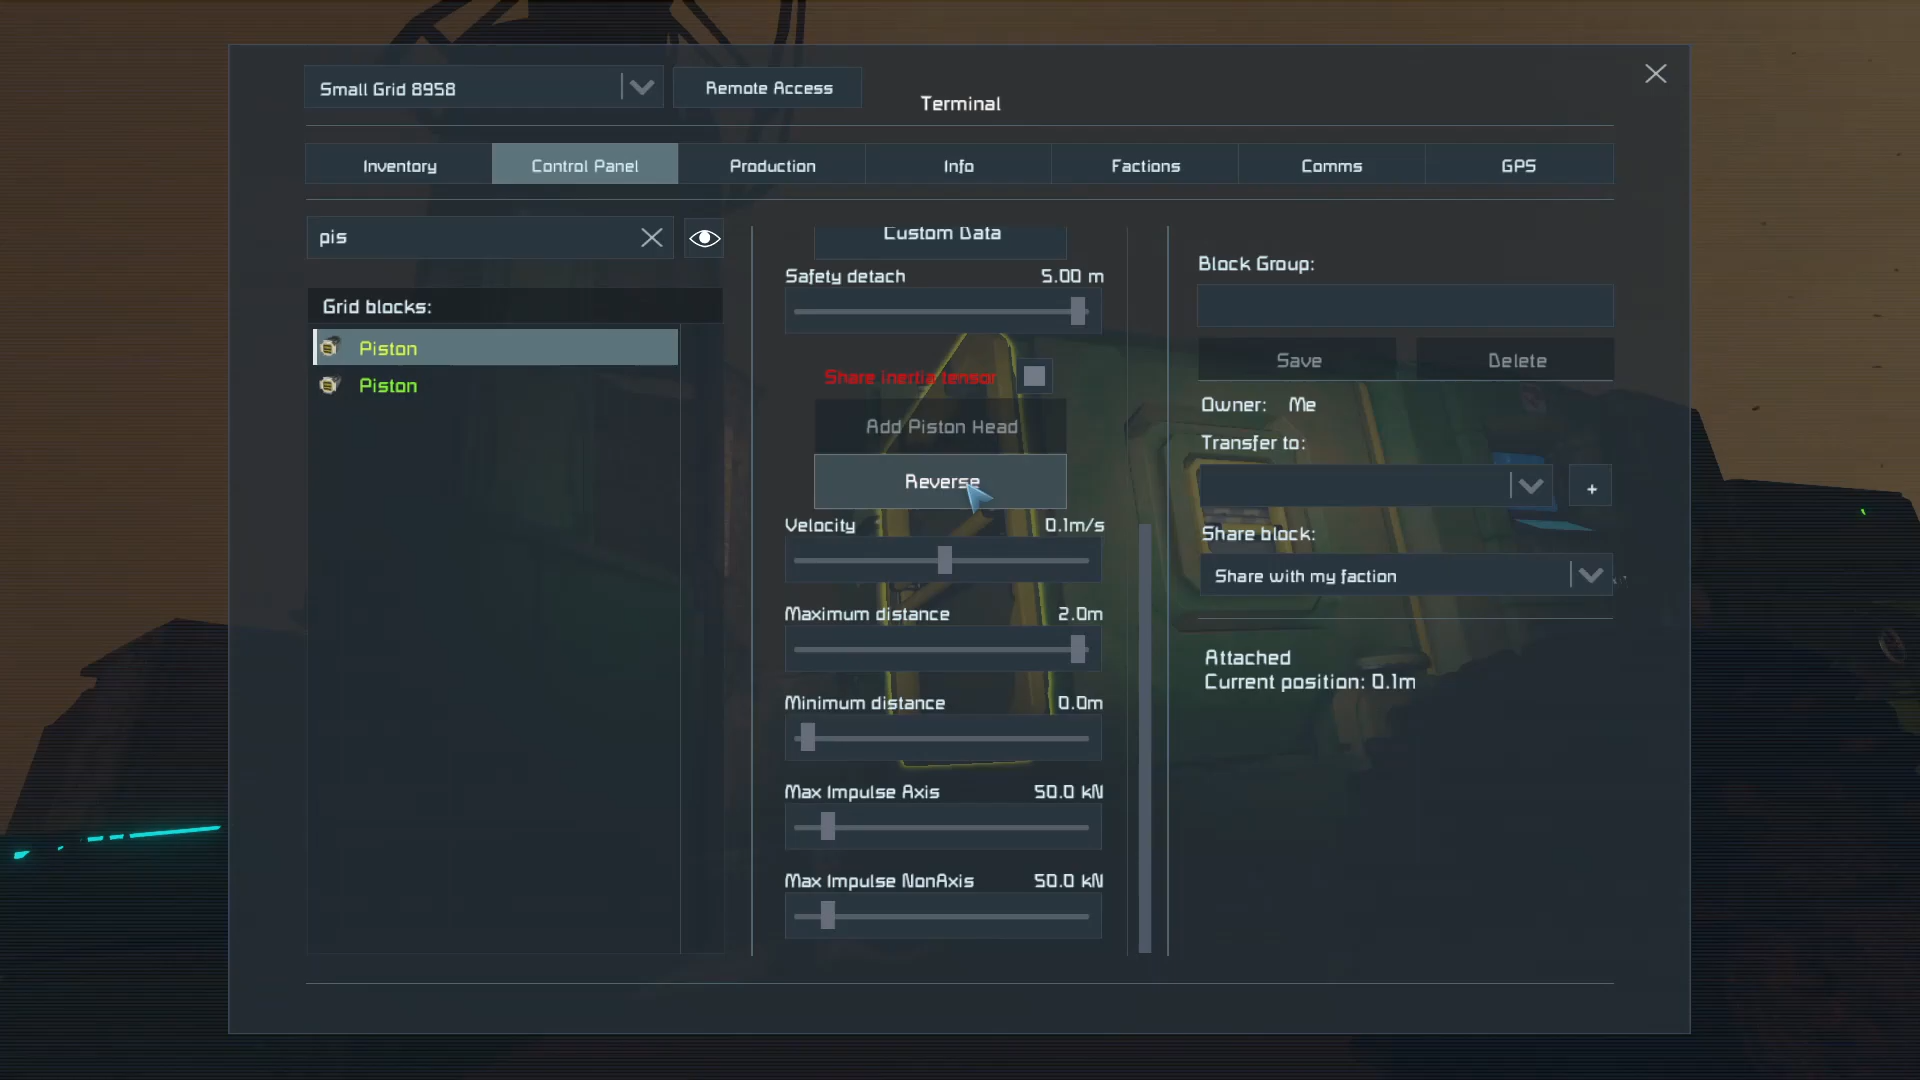 Small Grid 8958
Remote Access
Terminal
Inventory
Control Panel
Production
Info
Factions
Comms
GPS
pis
Grid blocks:
Piston
Piston
Custom Data
Safety detach 5.00 m
Share inertia tensor
Add Piston Head
Reverse
Velocity 0.1m/s
Maximum distance 2.0m
Minimum distance 0.0m
Max Impulse Axis 50.0 kN
Max Impulse NonAxis 50.0 kN
Block Group:
Save Delete
Owner: Me
Transfer to:
+
Share block:
Share with my faction
Attached
Current position: 0.1m